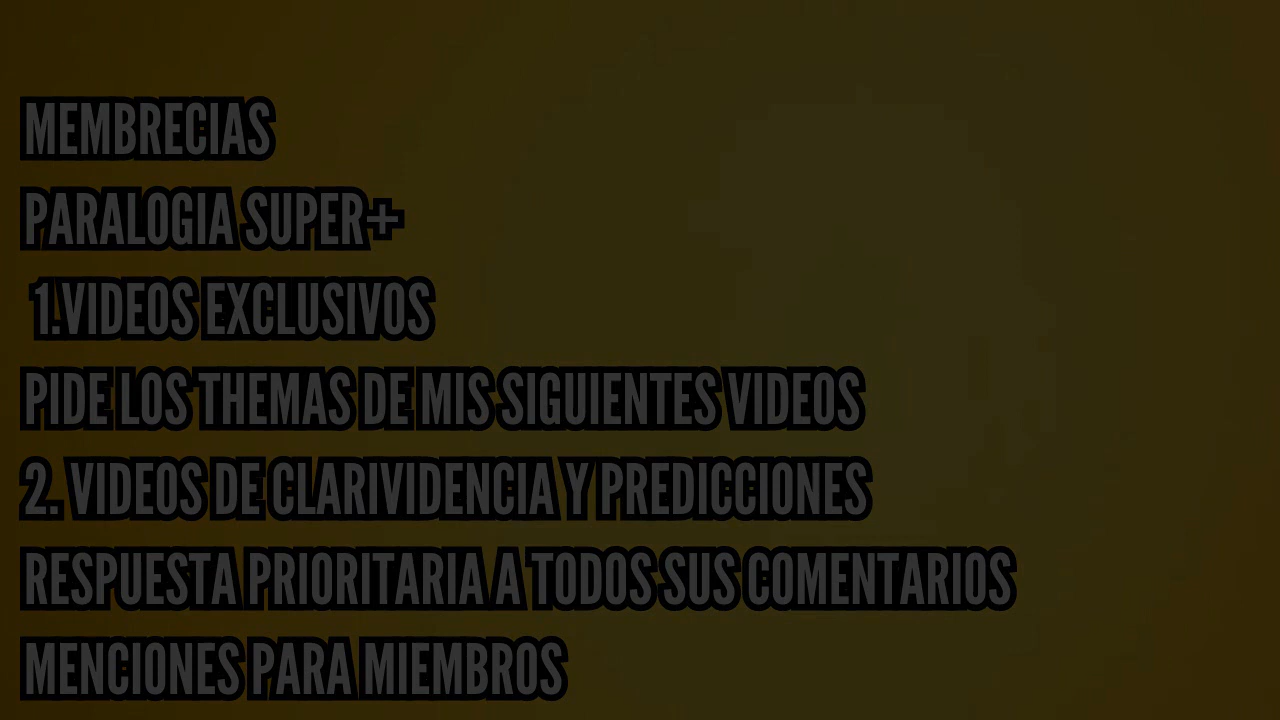 MEMBRECIAS
PARALOGIA SUPER+
1.VIDEOS EXCLUSIVOS
PIDE LOS THEMAS DE MIS SIGUIENTES VIDEOS
2. VIDEOS DE CLARIVIDENCIA Y PREDICCIONES
RESPUESTA PRIORITARIA A TODOS SUS COMENTARIOS
MENCIONES PARA MIEMBROS